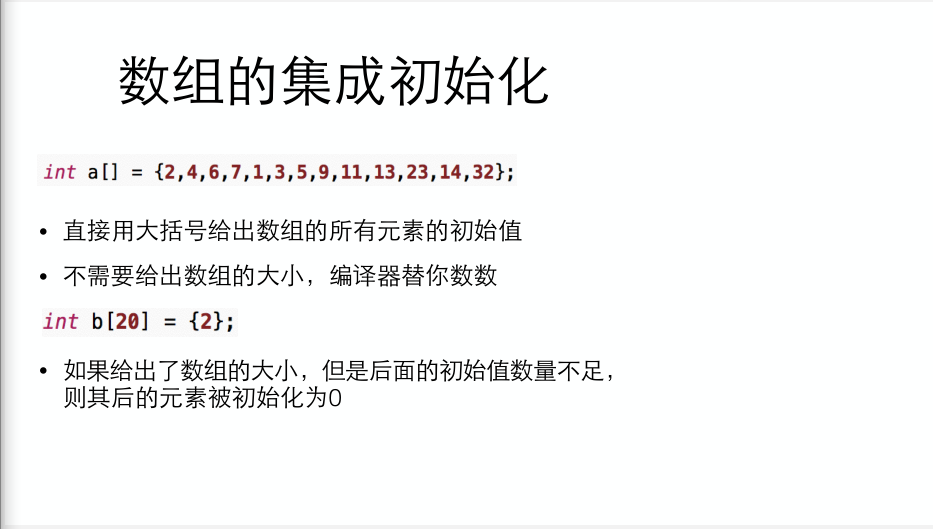 数组的集成初始化
int a[] = {2,4,6,7,1,3,5,9,11,13,23,14,32};
• 直接用大括号给出数组的所有元素的初始值
• 不需要给出数组的大小，编译器替你数数
int b[20] = {2};
• 如果给出了数组的大小，但是后面的初始值数量不足，
则其后的元素被初始化为0